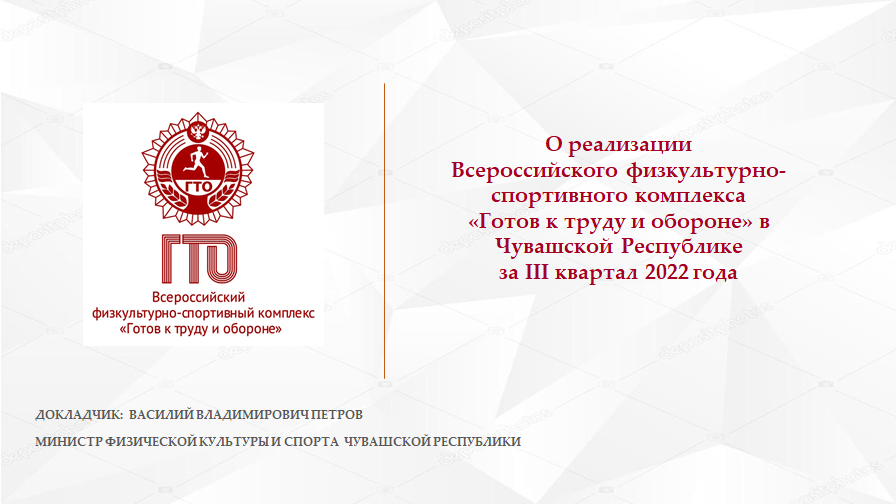 ГТО
ГТО
Всероссийский
физкультурно-спортивный комплекс
«Готов к труду и обороне»
О реализации
Всероссийского физкультурно-
спортивного комплекса
«Готов к труду и обороне» в
Чувашской Республике
за III квартал 2022 года
ДОКЛАДЧИК: ВАСИЛИЙ ВЛАДИМИРОВИЧ ПЕТРОВ
МИНИСТР ФИЗИЧЕСКОЙ КУЛЬТУРЫ И СПОРТА ЧУВАШСКОЙ РЕСПУБЛИКИ